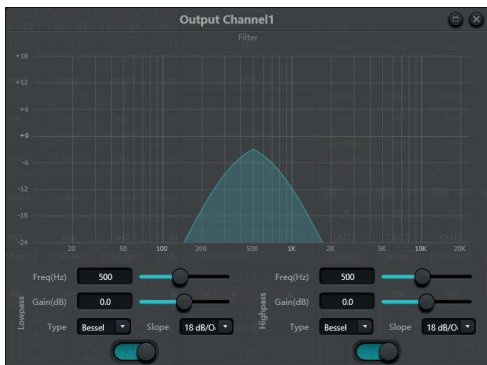 Output Channel1
Filter
+18
+12
+6
+0
-6
-12
-18
-24
20 50 100 200 500 1K 2K 5K 10K 20K
Lowpass
Freq(Hz) 500
Gain(dB) 0.0
Type Bessel Slope 18 dB/O
Highpass
Freq(Hz) 500
Gain(dB) 0.0
Type Bessel Slope 18 dB/O